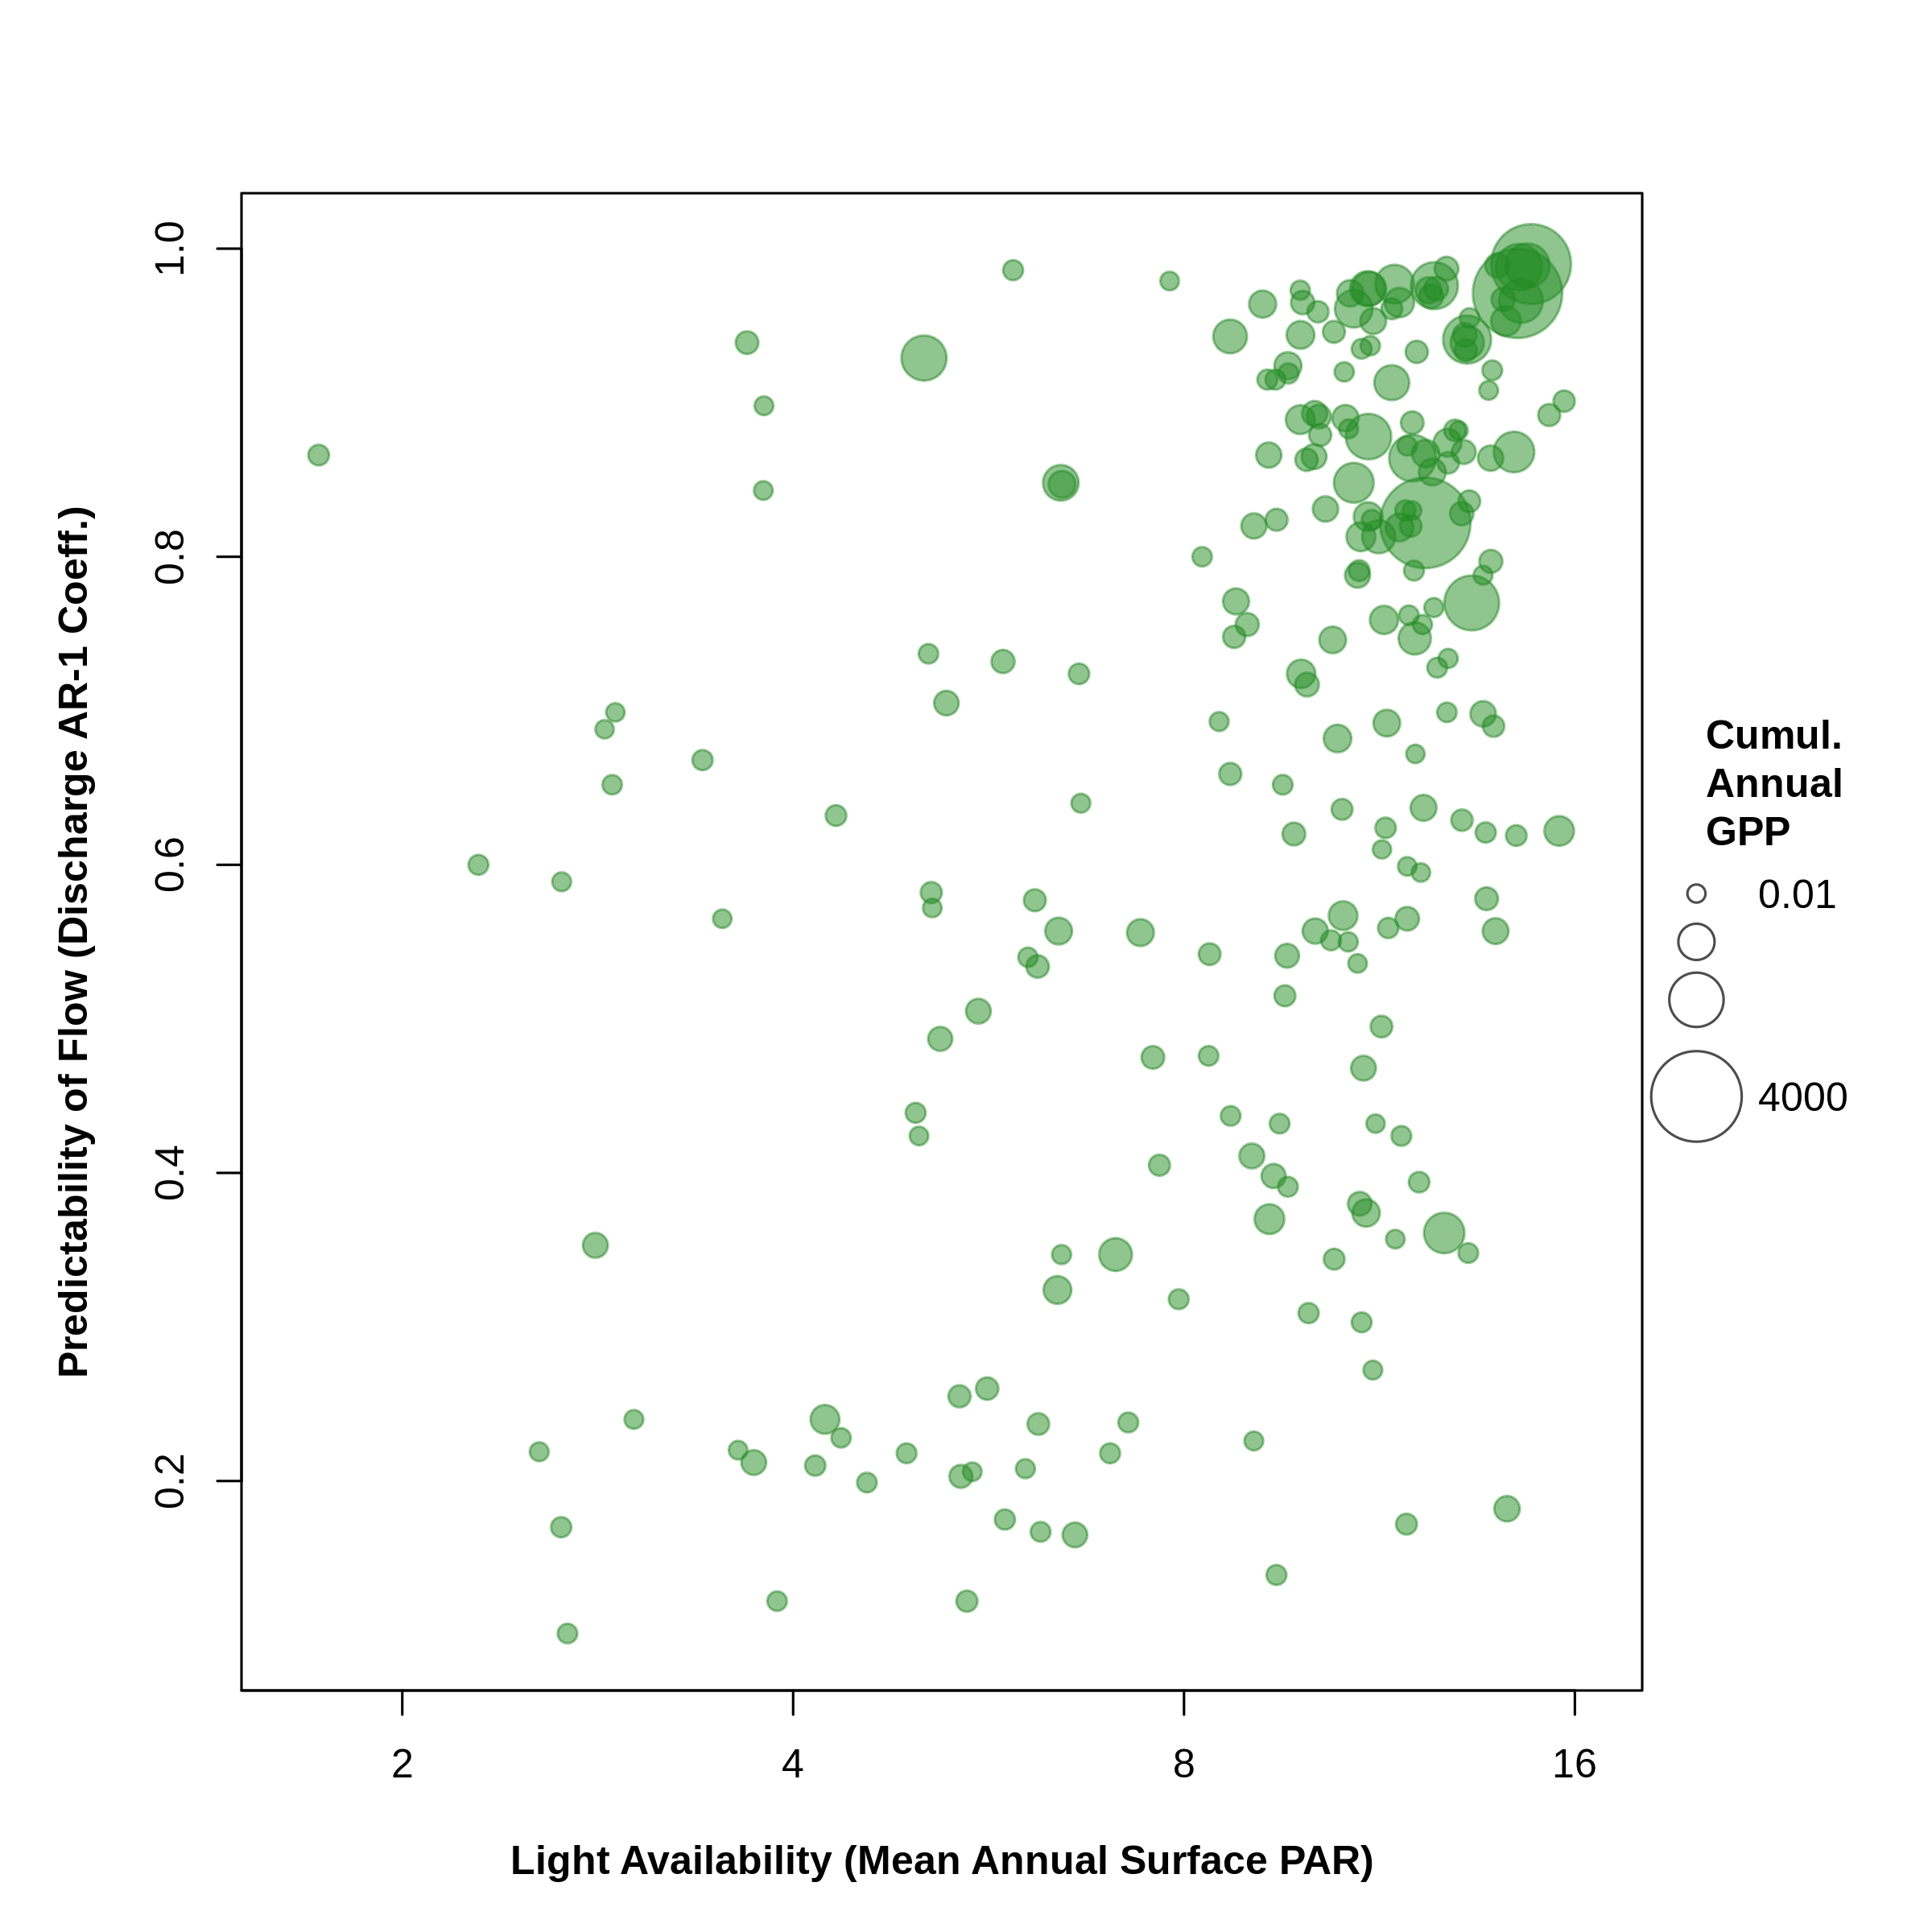 1.0
0.8
0.6
0.4
0.2
Predictability of Flow (Discharge AR-1 Coeff.)
2 4 8 16
Light Availability (Mean Annual Surface PAR)
Cumul.
Annual
GPP
0.01
4000